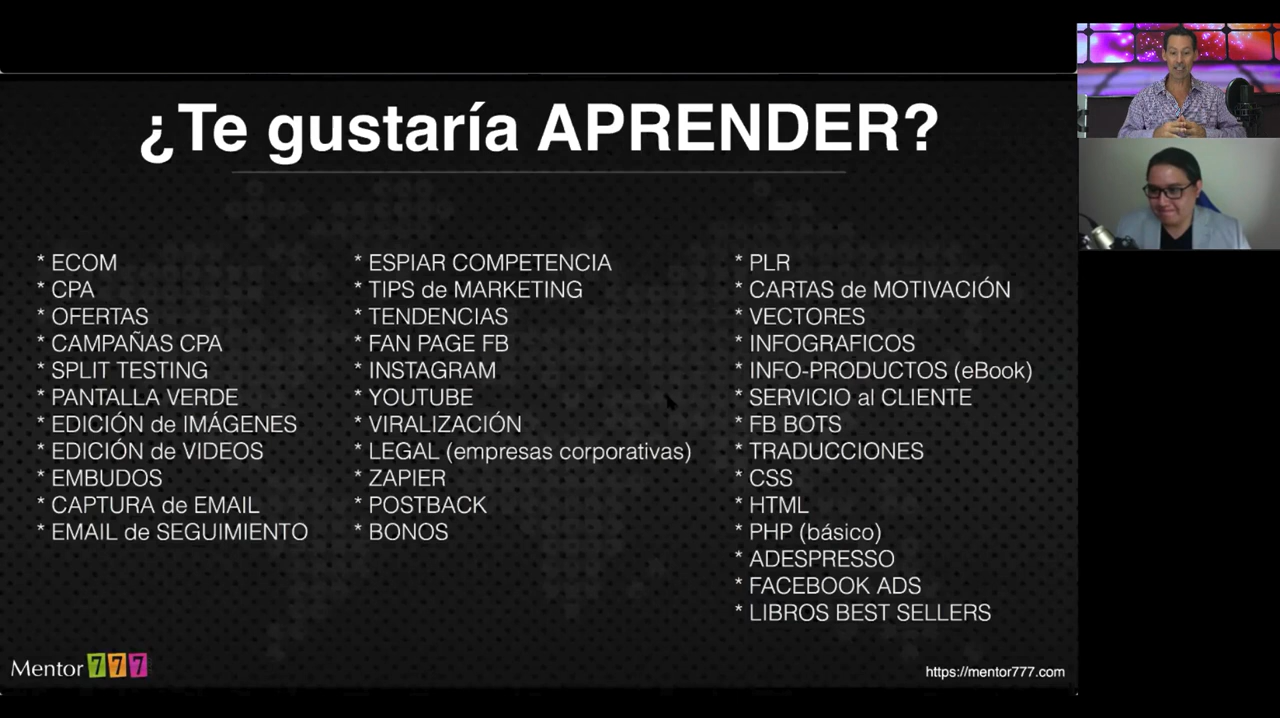 ¿Te gustaría APRENDER?
* ECOM
* CPA
* OFERTAS
* CAMPAÑAS CPA
* SPLIT TESTING
* PANTALLA VERDE
* EDICIÓN de IMÁGENES
* EDICIÓN de VIDEOS
* EMBUDOS
* CAPTURA de EMAIL
* EMAIL de SEGUIMIENTO
* ESPIAR COMPETENCIA
* TIPS de MARKETING
* TENDENCIAS
* FAN PAGE FB
* INSTAGRAM
* YOUTUBE
* VIRALIZACIÓN
* LEGAL (empresas corporativas)
* ZAPIER
* POSTBACK
* BONOS
* PLR
* CARTAS de MOTIVACIÓN
* VECTORES
* INFOGRAFICOS
* INFO-PRODUCTOS (eBook)
* SERVICIO al CLIENTE
* FB BOTS
* TRADUCCIONES
* CSS
* HTML
* PHP (básico)
* ADESPRESSO
* FACEBOOK ADS
* LIBROS BEST SELLERS
Mentor 777
https://mentor777.com